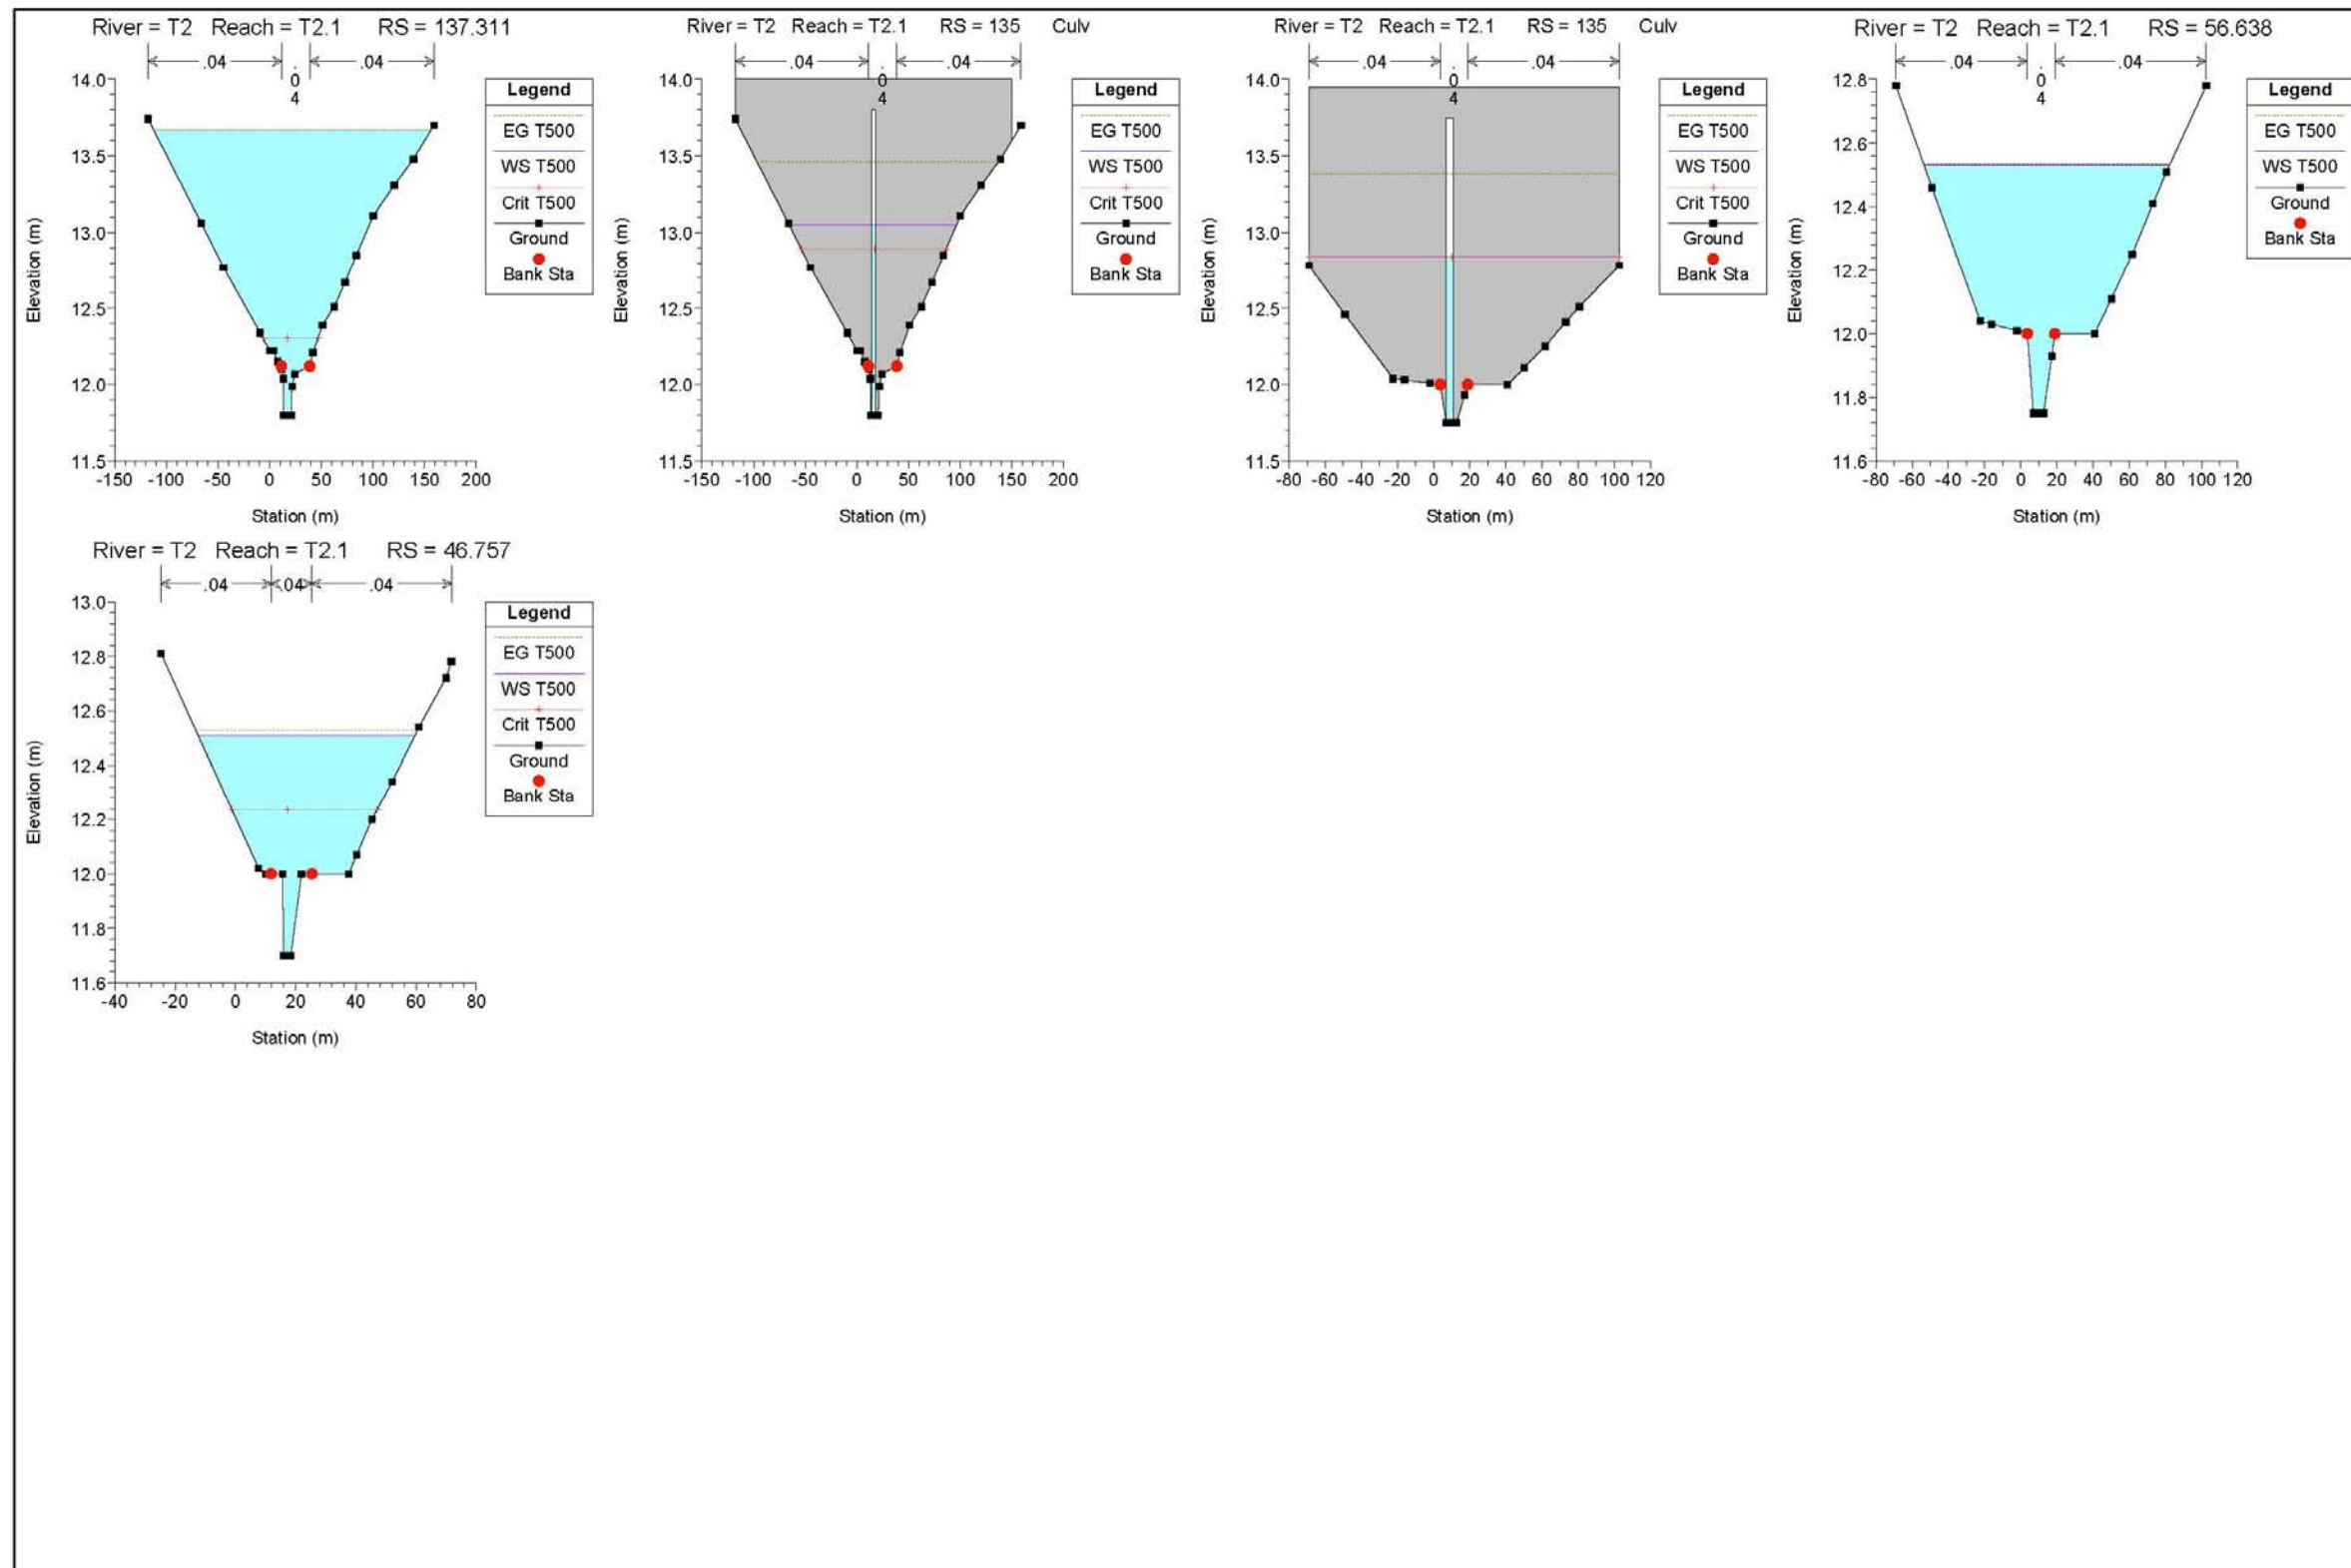 River = T2 Reach = T2.1 RS = 137.311
.04 . .04
0
4
14.0
13.5
13.0
12.5
12.0
11.5
-150 -100 -50 0 50 100 150 200
Elevation (m)
Station (m)
Legend
EG T500
WS T500
Crit T500
Ground
Bank Sta
River = T2 Reach = T2.1 RS = 135 Culv
.04 . .04
0
4
14.0
13.5
13.0
12.5
12.0
11.5
-150 -100 -50 0 50 100 150 200
Elevation (m)
Station (m)
Legend
EG T500
WS T500
Crit T500
Ground
Bank Sta
River = T2 Reach = T2.1 RS = 135 Culv
.04 . .04
0
4
14.0
13.5
13.0
12.5
12.0
11.5
-80 -60 -40 -20 0 20 40 60 80 100 120
Elevation (m)
Station (m)
Legend
EG T500
WS T500
Crit T500
Ground
Bank Sta
River = T2 Reach = T2.1 RS = 56.638
.04 . .04
0
4
12.8
12.6
12.4
12.2
12.0
11.8
11.6
-80 -60 -40 -20 0 20 40 60 80 100 120
Elevation (m)
Station (m)
Legend
EG T500
WS T500
Ground
Bank Sta
River = T2 Reach = T2.1 RS = 46.757
.04 .04 .04
13.0
12.8
12.6
12.4
12.2
12.0
11.8
11.6
-40 -20 0 20 40 60 80
Elevation (m)
Station (m)
Legend
EG T500
WS T500
Crit T500
Ground
Bank Sta